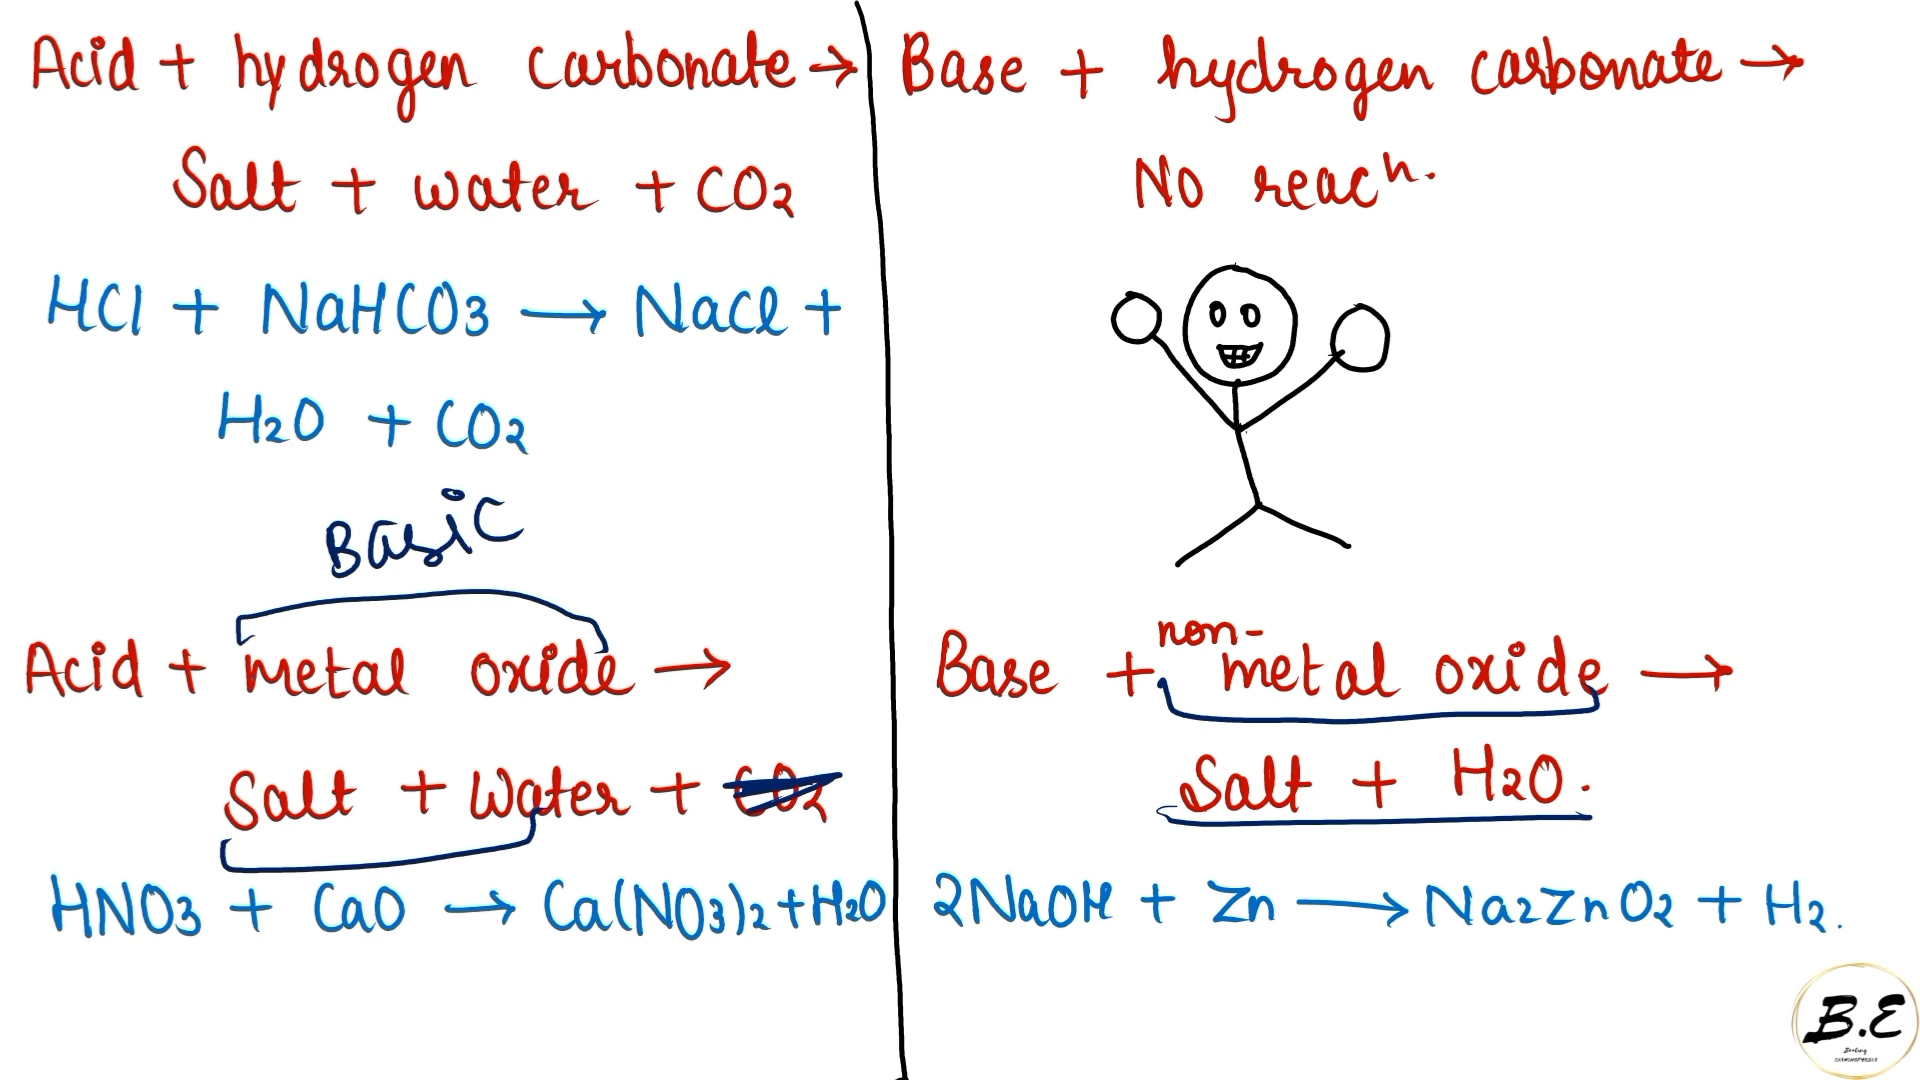 Acid + hydrogen carbonate →
Salt + water + CO2
HCl + NaHCO3 → NaCl +
H2O + CO2
Basic
Acid + metal oxide →
Salt + Water + CO2
HNO3 + CaO → Ca(NO3)2 + H2O
Base + hydrogen carbonate →
No reacn.
non-
Base + metal oxide →
Salt + H2O.
2NaOH + Zn → Na2ZnO2 + H2.
B.E